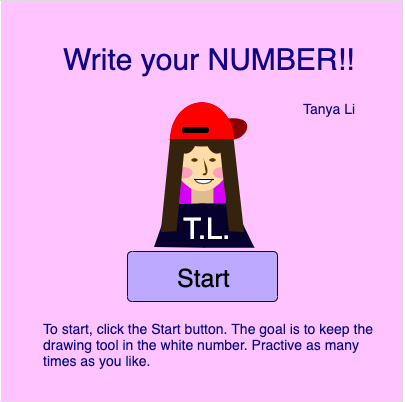 Write your NUMBER!!
Tanya Li
T.L.
Start
To start, click the Start button. The goal is to keep the
drawing tool in the white number. Practive as many
times as you like.